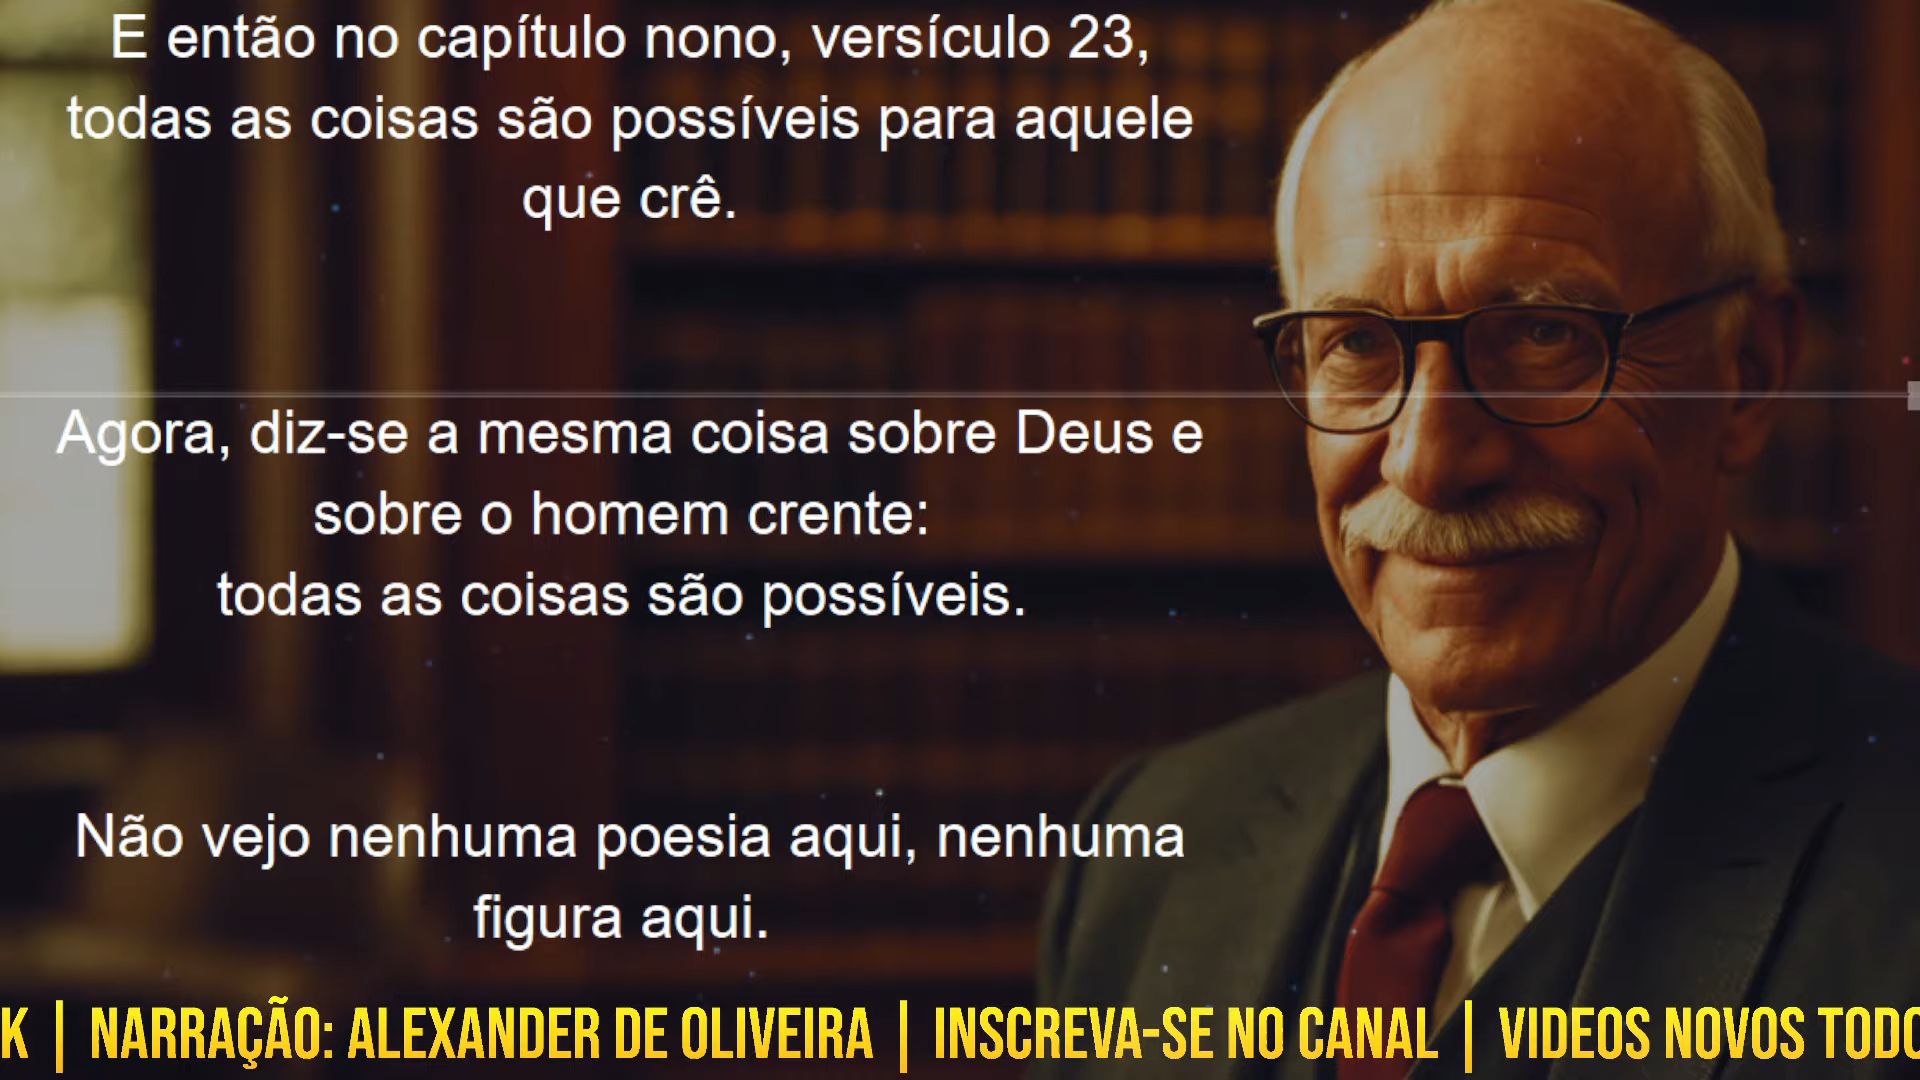 E então no capítulo nono, versículo 23,
todas as coisas são possíveis para aquele
que crê.
Agora, diz-se a mesma coisa sobre Deus e
sobre o homem crente:
todas as coisas são possíveis.
Não vejo nenhuma poesia aqui, nenhuma
figura aqui.
K | NARRAÇÃO: ALEXANDER DE OLIVEIRA | INSCREVA-SE NO CANAL | VIDEOS NOVOS TODO